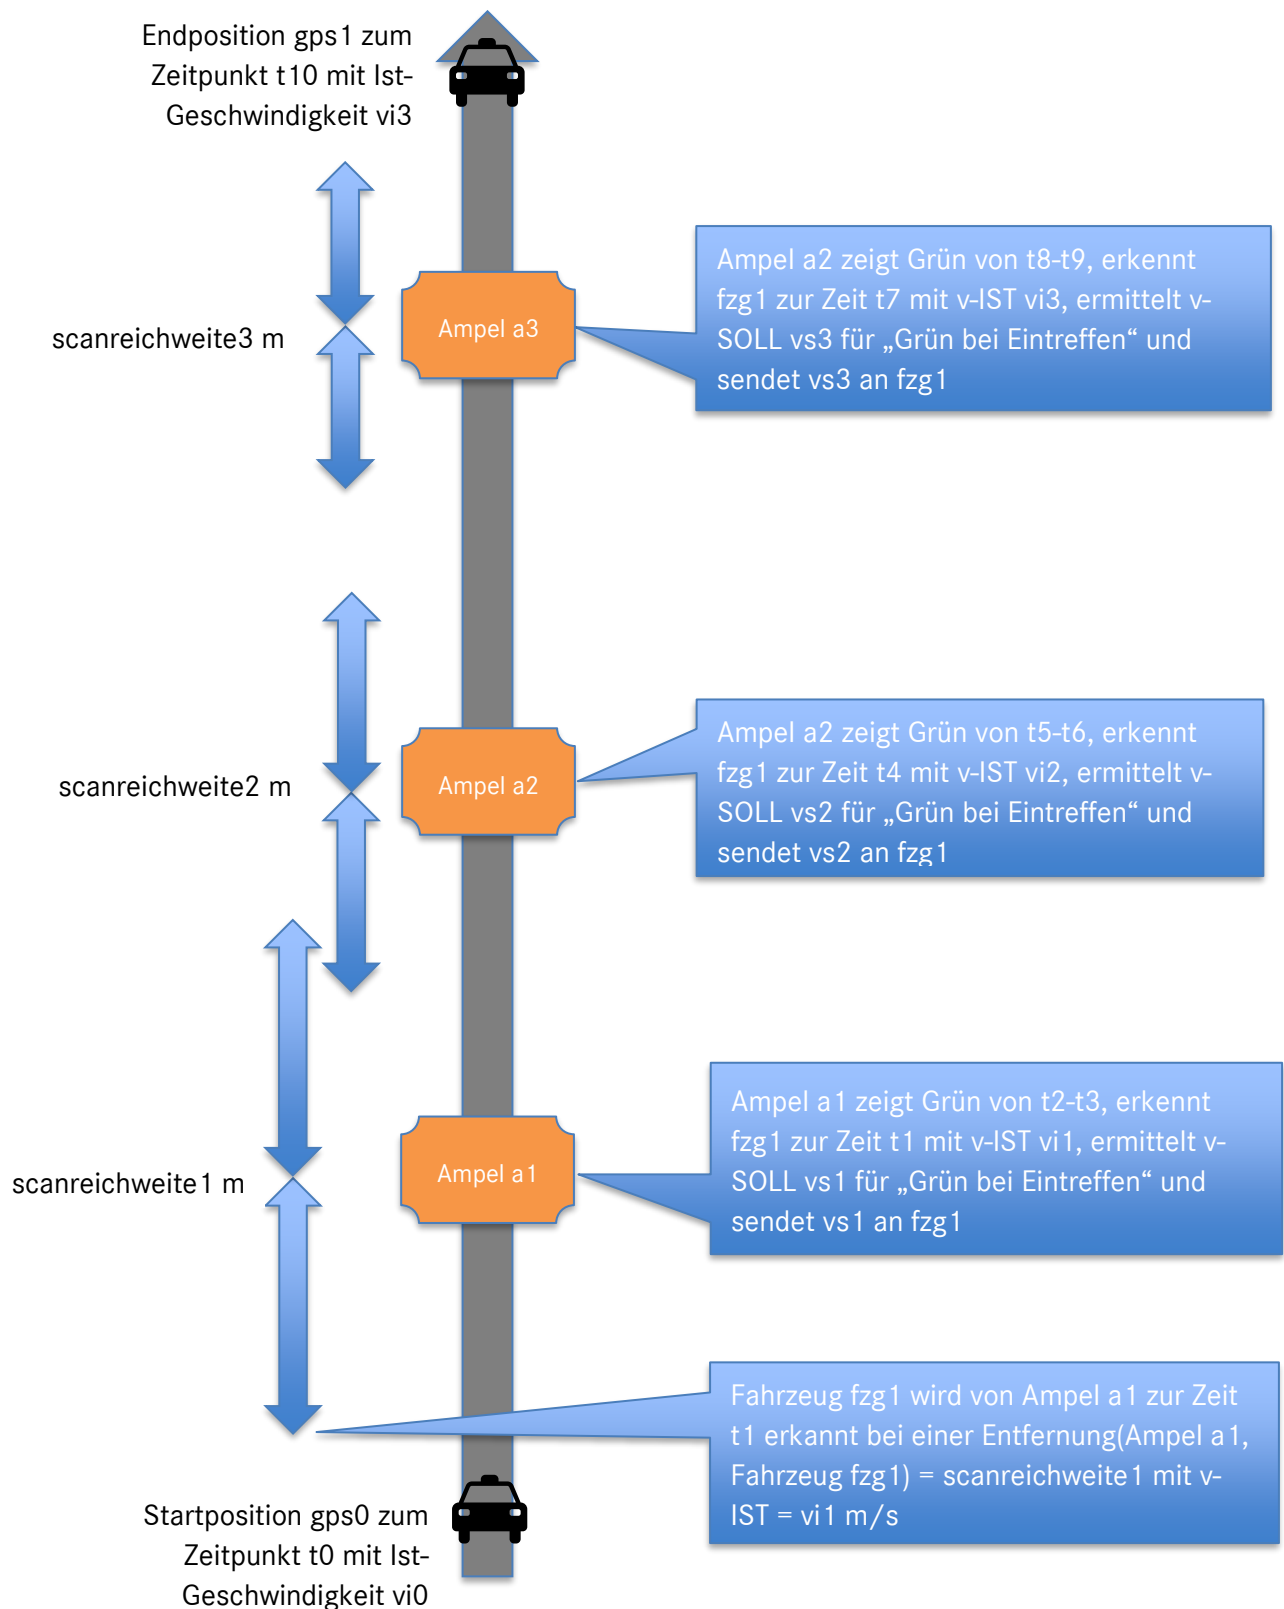 Endposition gps1 zum
Zeitpunkt t10 mit Ist-
Geschwindigkeit vi3
Ampel a2 zeigt Grün von t8-t9, erkennt
fzg1 zur Zeit t7 mit v-IST vi3, ermittelt v-
SOLL vs3 für „Grün bei Eintreffen“ und
sendet vs3 an fzg1
Ampel a3
scanreichweite3 m
Ampel a2 zeigt Grün von t5-t6, erkennt
fzg1 zur Zeit t4 mit v-IST vi2, ermittelt v-
SOLL vs2 für „Grün bei Eintreffen“ und
sendet vs2 an fzg1
Ampel a2
scanreichweite2 m
Ampel a1 zeigt Grün von t2-t3, erkennt
fzg1 zur Zeit t1 mit v-IST vi1, ermittelt v-
SOLL vs1 für „Grün bei Eintreffen“ und
sendet vs1 an fzg1
Ampel a1
scanreichweite1 m
Fahrzeug fzg1 wird von Ampel a1 zur Zeit
t1 erkannt bei einer Entfernung(Ampel a1,
Fahrzeug fzg1) = scanreichweite1 mit v-
IST = vi1 m/s
Startposition gps0 zum
Zeitpunkt t0 mit Ist-
Geschwindigkeit vi0